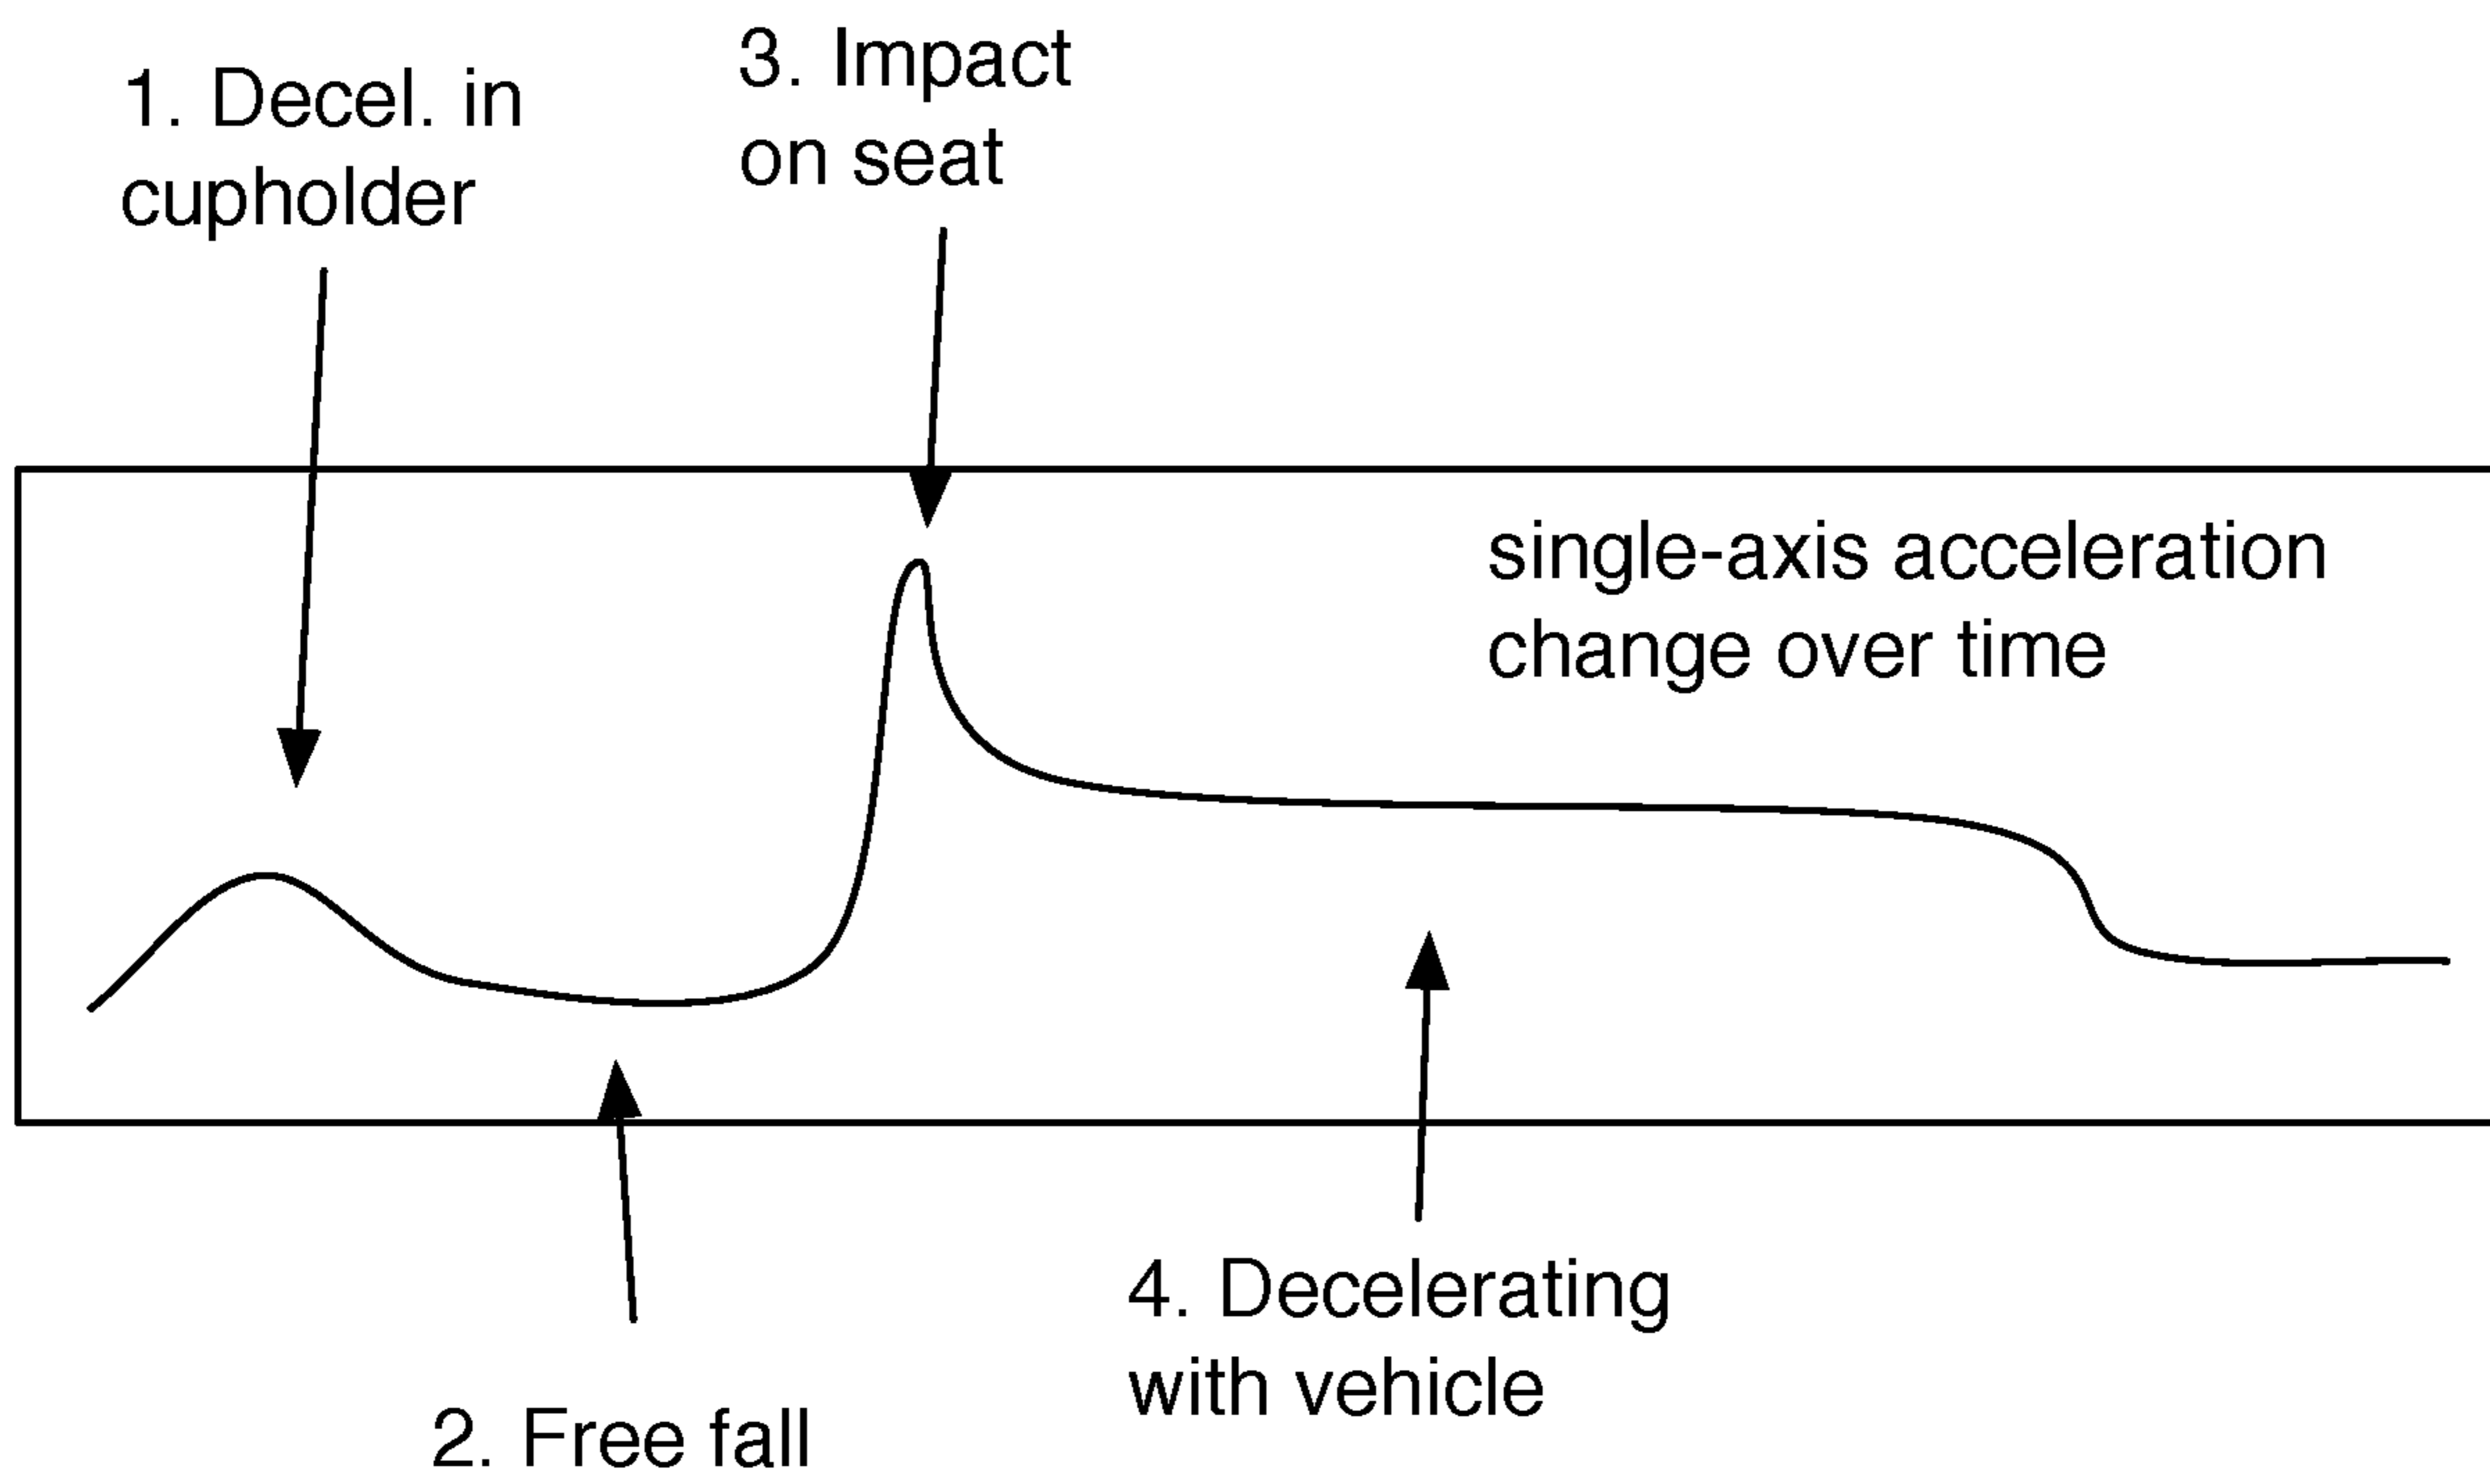 1. Decel. in
cupholder
3. Impact
on seat
single-axis acceleration
change over time
2. Free fall
4. Decelerating
with vehicle